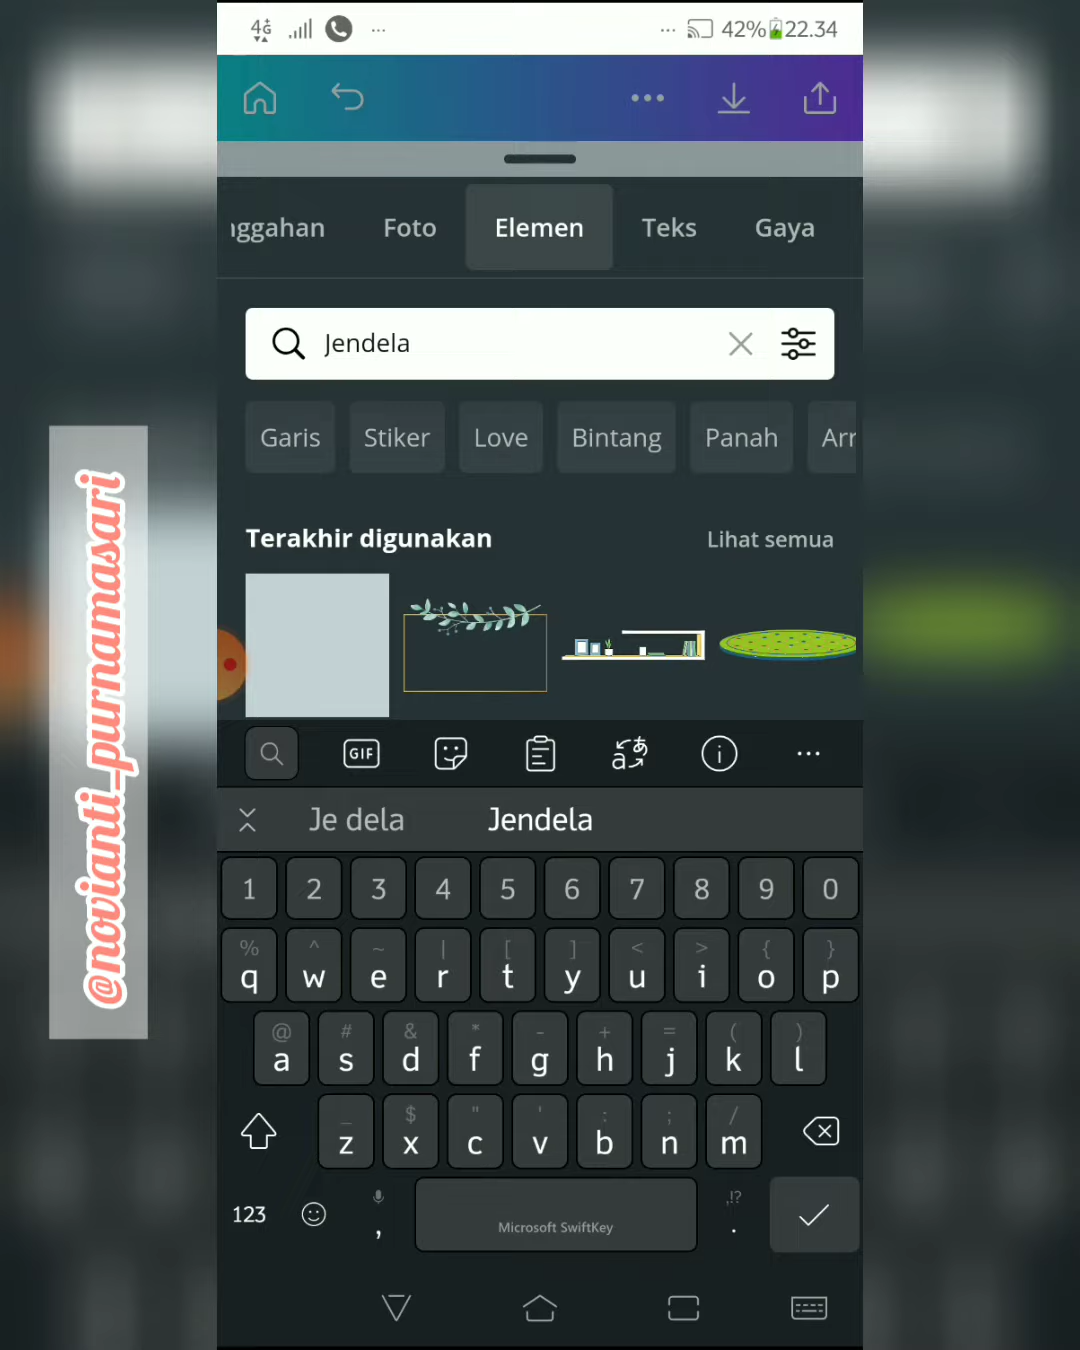 4G
42%
22.34
nggahan
Foto
Elemen
Teks
Gaya
Jendela
Garis
Stiker
Love
Bintang
Panah
Arr
Terakhir digunakan
Lihat semua
@novianti_purnamasari
GIF
Je dela
Jendela
1 2 3 4 5 6 7 8 9 0
% ^ ~ | [ ] < > { }
q w e r t y u i o p
@ # & * - + = ( )
a s d f g h j k l
_ $ " ' : ; /
z x c v b n m
,!?
123
,
Microsoft SwiftKey
.